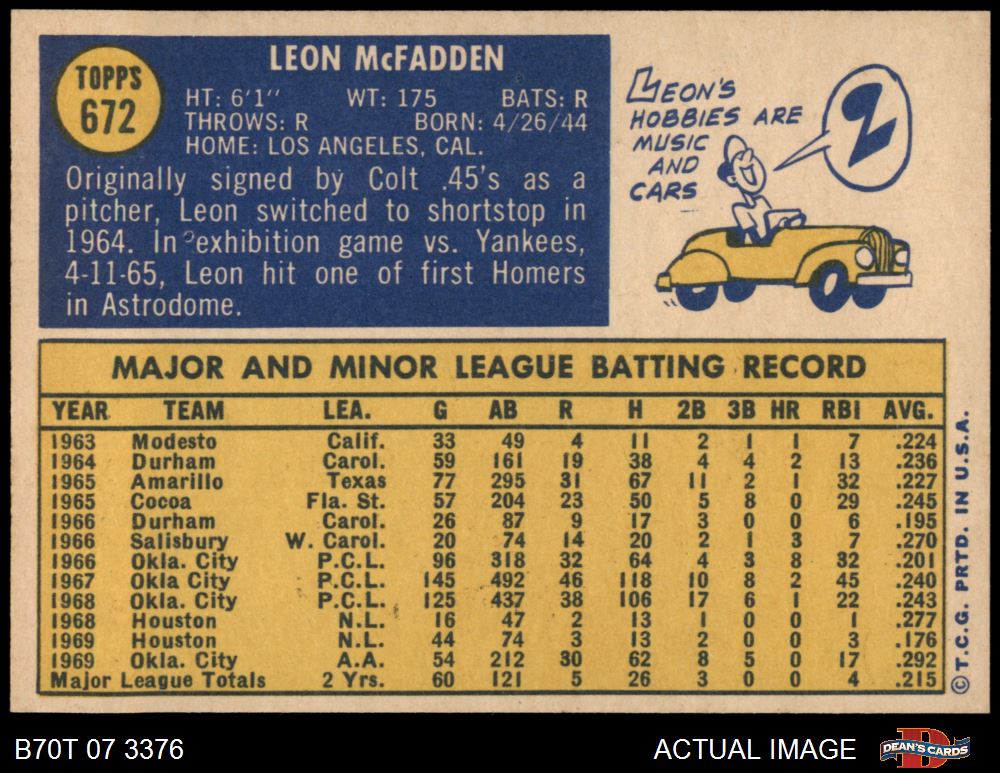 TOPPS
672
LEON McFADDEN
HT: 6'1" WT: 175 BATS: R
THROWS: R BORN: 4/26/44
HOME: LOS ANGELES, CAL.
Originally signed by Colt .45's as a
pitcher, Leon switched to shortstop in
1964. In exhibition game vs. Yankees,
4-11-65, Leon hit one of first Homers
in Astrodome.
LEON'S
HOBBIES ARE
MUSIC
AND
CARS
2
MAJOR AND MINOR LEAGUE BATTING RECORD
YEAR TEAM LEA. G AB R H 2B 3B HR RBI AVG.
1963 Modesto Calif. 33 49 4 11 2 1 1 7 .224
1964 Durham Carol. 59 161 19 38 4 4 2 13 .236
1965 Amarillo Texas 77 295 31 67 11 2 1 32 .227
1965 Cocoa Fla. St. 57 204 23 50 5 8 0 29 .245
1966 Durham Carol. 26 87 9 17 3 0 0 6 .195
1966 Salisbury W. Carol. 20 74 14 20 2 1 3 7 .270
1966 Okla. City P.C.L. 96 318 32 64 4 3 8 32 .201
1967 Okla City P.C.L. 145 492 46 118 10 8 2 45 .240
1968 Okla. City P.C.L. 125 437 38 106 17 6 1 22 .243
1968 Houston N.L. 16 47 2 13 1 0 0 1 .277
1969 Houston N.L. 44 74 3 13 2 0 0 3 .176
1969 Okla. City A.A. 54 212 30 62 8 5 0 17 .292
Major League Totals 2 Yrs. 60 121 5 26 3 0 0 4 .215
© T.C.G. PRTD. IN U.S.A.
B70T 07 3376 ACTUAL IMAGE
D
DEAN'S CARDS